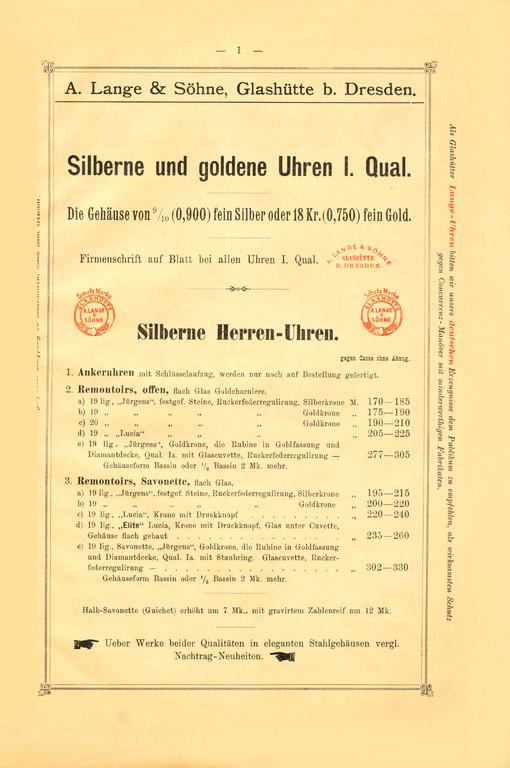 — 1 —
A. Lange & Söhne, Glashütte b. Dresden.
Silberne und goldene Uhren I. Qual.
Die Gehäuse von 9/10 (0,900) fein Silber oder 18 Kr. (0,750) fein Gold.
Firmenschrift auf Blatt bei allen Uhren I. Qual.
A. LANGE & SÖHNE
GLASHÜTTE
B. DRESDEN.
Schutz Marke
GLASHÜTTE
A. LANGE
&
SÖHNE
Schutz Marke
GLASHÜTTE
A. LANGE
&
SÖHNE
Silberne Herren-Uhren.
gegen Casse ohne Abzug.
1. Ankeruhren mit Schlüsselaufzug, werden nur noch auf Bestellung gefertigt.
2. Remontoirs, offen, flach Glas Goldcharniere,
a) 19 lig., „Jürgens“, festgef. Steine, Ruckerfederregulirung, Silberkrone M. 170—185
b) 19 „ „ „ „ Goldkrone „ 175—190
c) 20 „ „ „ „ Goldkrone „ 190—210
d) 19 „ „Lucia“ „ „ „ „ 205—225
e) 19 lig., „Jürgens“, Goldkrone, die Rubine in Goldfassung und
Diamantdecke, Qual. Ia. mit Glascuvette, Ruckerfederregulirung — „ 277—305
Gehäuseform Bassin oder 1/2 Bassin 2 Mk. mehr.
3. Remontoirs, Savonette, flach Glas,
a) 19 lig., „Jürgens“, festgef. Steine, Ruckerfederregulirung, Silberkrone „ 195—215
b) 19 „ „ „ „ Goldkrone „ 200—220
c) 19 lig., „Lucia“, Krone mit Druckknopf . . . . . . . . „ 220—240
d) 19 lig., „Elite“ Lucia, Krone mit Druckknopf, Glas unter Cuvette,
Gehäuse flach gebaut . . . . . . . . . . . . . „ 235—260
e) 19 lig., Savonette, „Jürgens“, Goldkrone, die Rubine in Goldfassung
und Diamantdecke, Qual. Ia. mit Staubring. Glascuvette, Rucker-
federregulirung — . . . . . . . . . . . . . . „ 302—330
Gehäuseform Bassin oder 1/2 Bassin 2 Mk. mehr.
Halb-Savonette (Guichet) erhöht um 7 Mk., mit gravirtem Zahlenreif um 12 Mk.
Ueber Werke beider Qualitäten in eleganten Stahlgehäusen vergl.
Nachtrag-Neuheiten.
Als Glashütter Lange-Uhren bitten wir unsere deutschen Erzeugnisse dem Publikum zu empfehlen, als wirksamsten Schutz
gegen Concurrenz-Manöver mit minderwerthigen Fabrikaten.